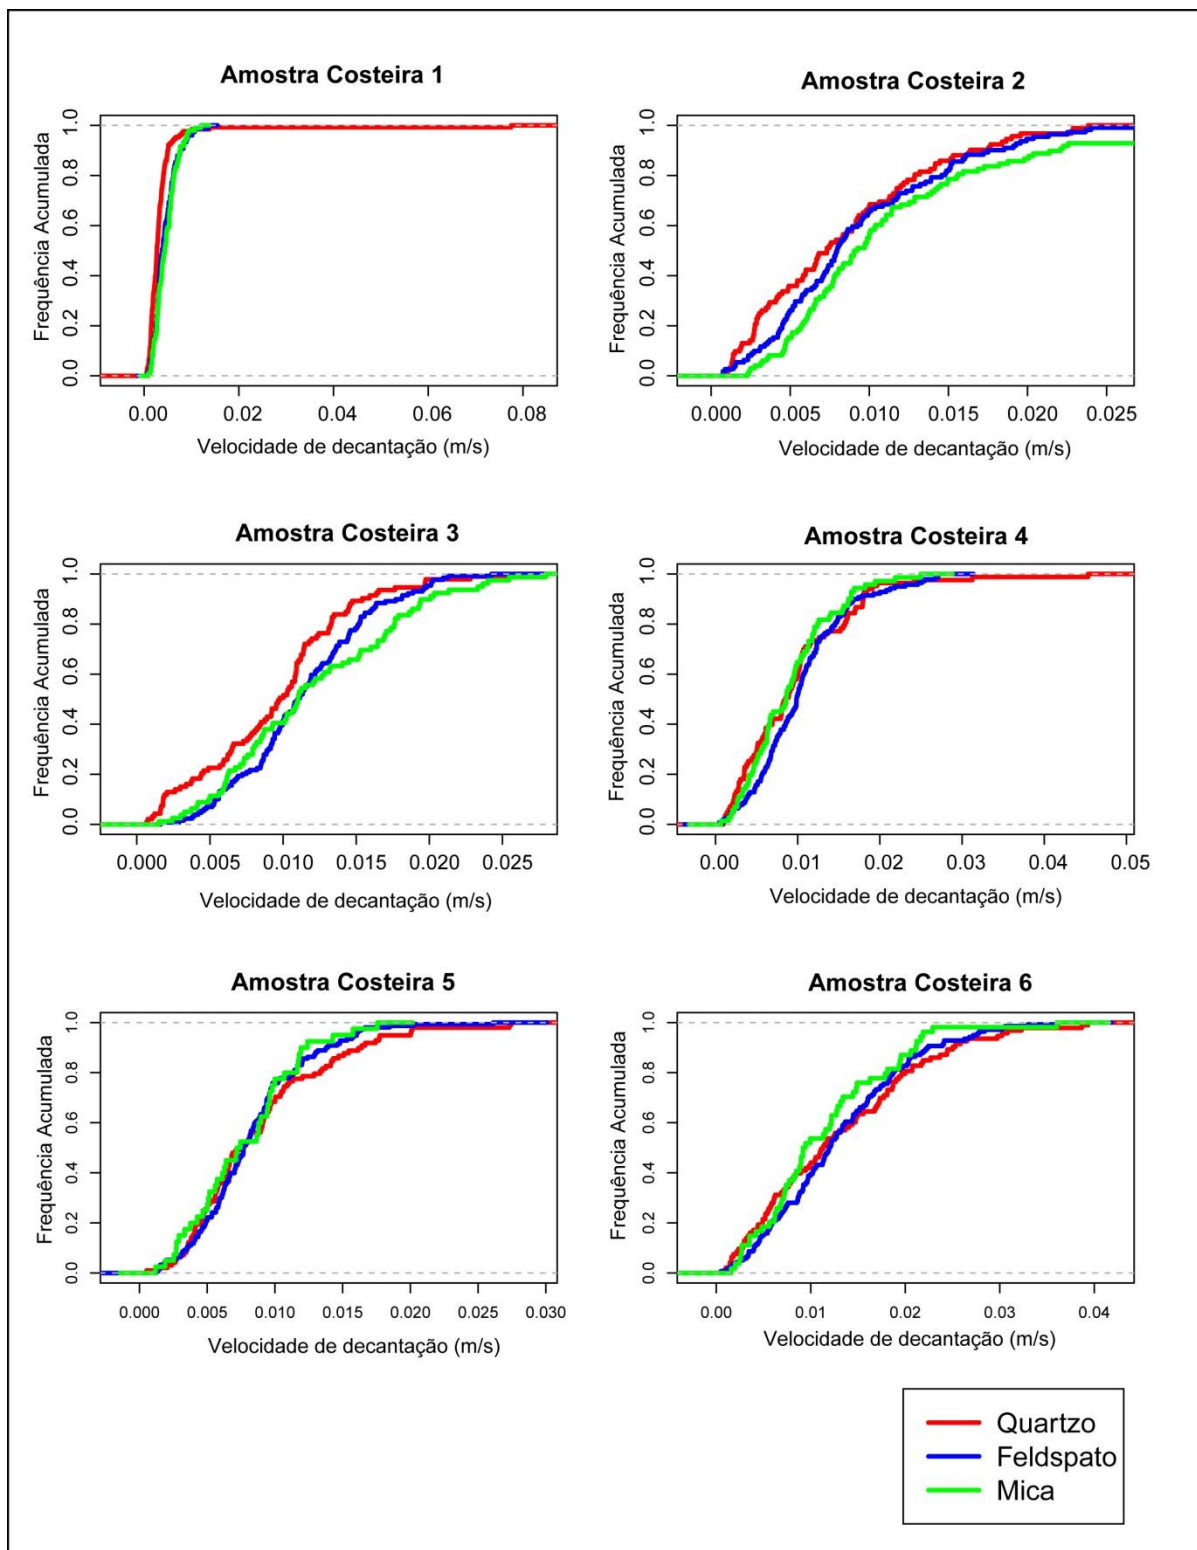 Amostra Costeira 1
Frequência Acumulada
0.0 0.2 0.4 0.6 0.8 1.0
0.00 0.02 0.04 0.06 0.08
Velocidade de decantação (m/s)
Amostra Costeira 2
Frequência Acumulada
0.0 0.2 0.4 0.6 0.8 1.0
0.000 0.005 0.010 0.015 0.020 0.025
Velocidade de decantação (m/s)
Amostra Costeira 3
Frequência Acumulada
0.0 0.2 0.4 0.6 0.8 1.0
0.000 0.005 0.010 0.015 0.020 0.025
Velocidade de decantação (m/s)
Amostra Costeira 4
Frequência Acumulada
0.0 0.2 0.4 0.6 0.8 1.0
0.00 0.01 0.02 0.03 0.04 0.05
Velocidade de decantação (m/s)
Amostra Costeira 5
Frequência Acumulada
0.0 0.2 0.4 0.6 0.8 1.0
0.000 0.005 0.010 0.015 0.020 0.025 0.030
Velocidade de decantação (m/s)
Amostra Costeira 6
Frequência Acumulada
0.0 0.2 0.4 0.6 0.8 1.0
0.00 0.01 0.02 0.03 0.04
Velocidade de decantação (m/s)
Quartzo
Feldspato
Mica